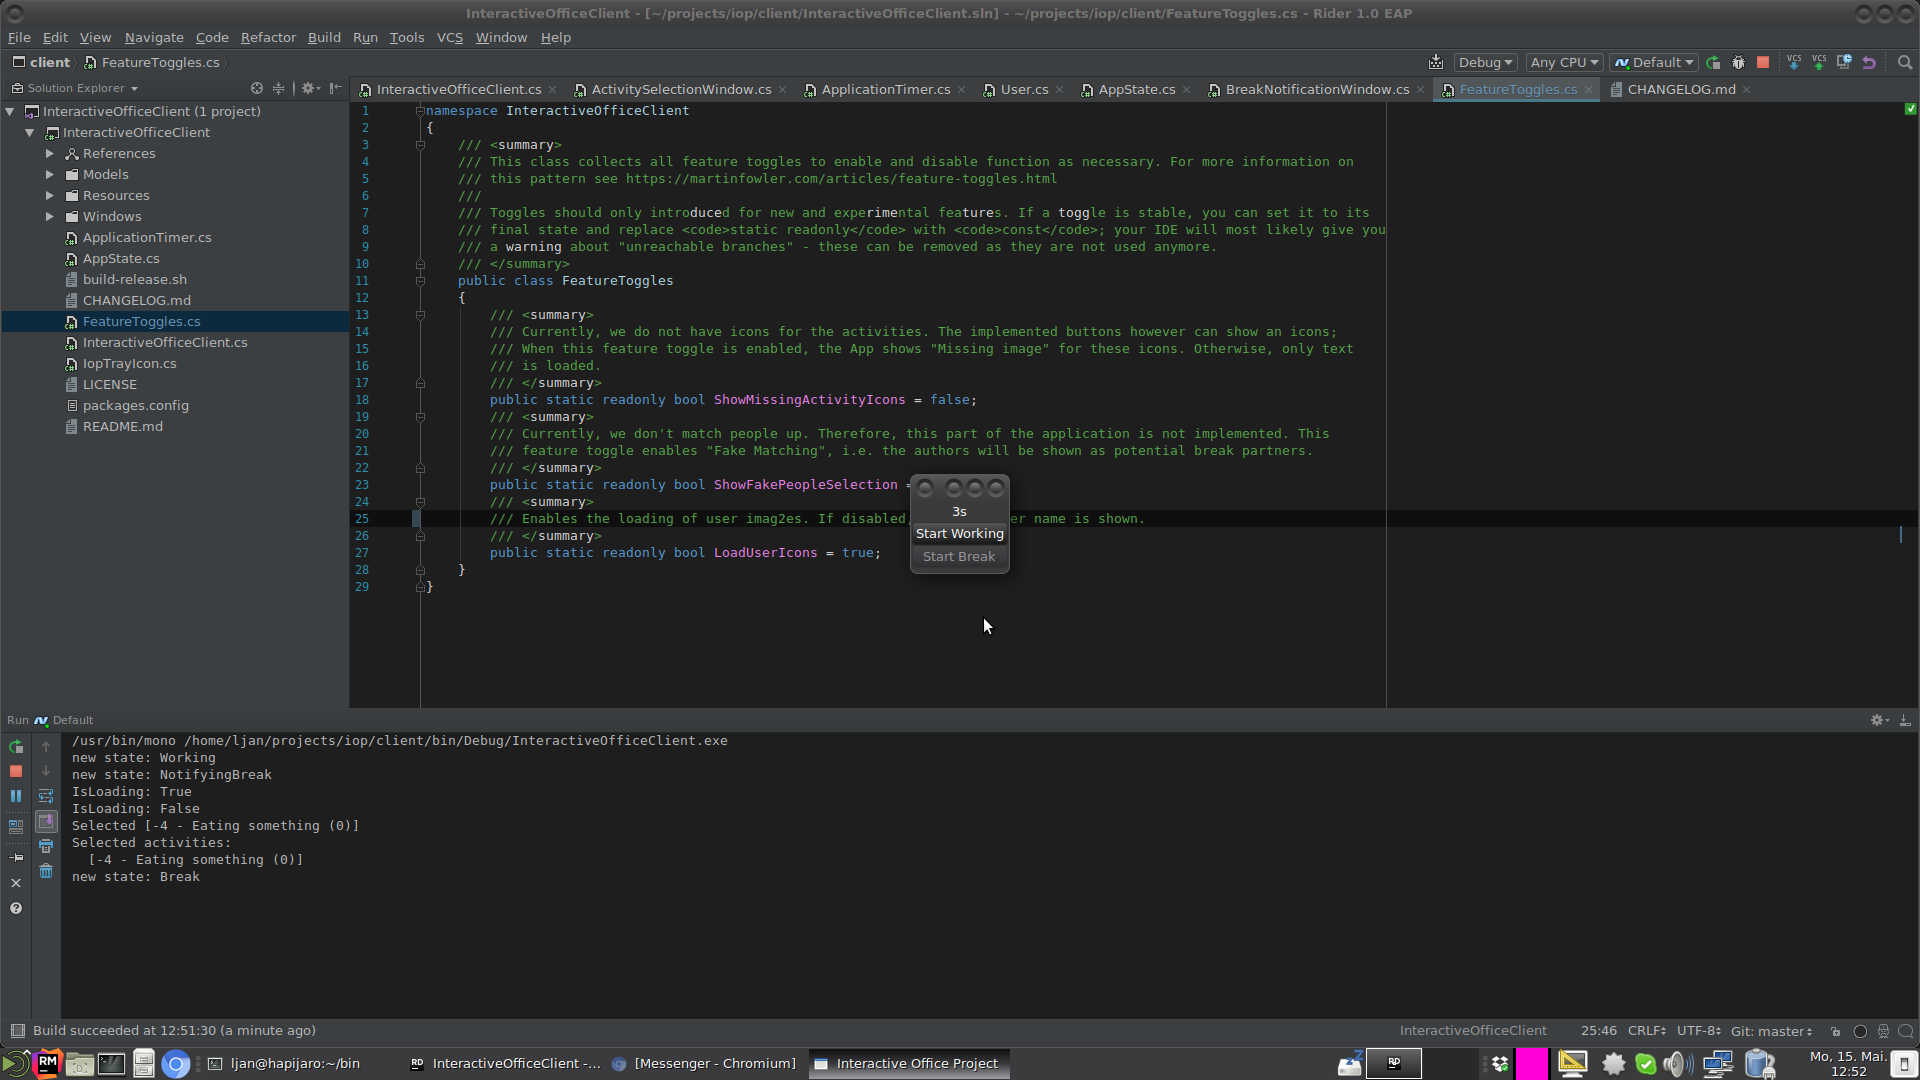 InteractiveOfficeClient - [~/projects/iop/client/InteractiveOfficeClient.sln] - ~/projects/iop/client/FeatureToggles.cs - Rider 1.0 EAP
File Edit View Navigate Code Refactor Build Run Tools VCS Window Help
client FeatureToggles.cs
Debug Any CPU Default VCS VCS
Solution Explorer
InteractiveOfficeClient.cs ActivitySelectionWindow.cs ApplicationTimer.cs User.cs AppState.cs BreakNotificationWindow.cs FeatureToggles.cs CHANGELOG.md
InteractiveOfficeClient (1 project)
InteractiveOfficeClient
References
Models
Resources
Windows
ApplicationTimer.cs
AppState.cs
build-release.sh
CHANGELOG.md
FeatureToggles.cs
InteractiveOfficeClient.cs
IopTrayIcon.cs
LICENSE
packages.config
README.md
1 namespace InteractiveOfficeClient
2 {
3 /// <summary>
4 /// This class collects all feature toggles to enable and disable function as necessary. For more information on
5 /// this pattern see https://martinfowler.com/articles/feature-toggles.html
6 ///
7 /// Toggles should only introduced for new and experimental features. If a toggle is stable, you can set it to its
8 /// final state and replace <code>static readonly</code> with <code>const</code>; your IDE will most likely give you
9 /// a warning about "unreachable branches" - these can be removed as they are not used anymore.
10 /// </summary>
11 public class FeatureToggles
12 {
13 /// <summary>
14 /// Currently, we do not have icons for the activities. The implemented buttons however can show an icons;
15 /// When this feature toggle is enabled, the App shows "Missing image" for these icons. Otherwise, only text
16 /// is loaded.
17 /// </summary>
18 public static readonly bool ShowMissingActivityIcons = false;
19 /// <summary>
20 /// Currently, we don't match people up. Therefore, this part of the application is not implemented. This
21 /// feature toggle enables "Fake Matching", i.e. the authors will be shown as potential break partners.
22 /// </summary>
23 public static readonly bool ShowFakePeopleSelection =
24 /// <summary>
25 /// Enables the loading of user imag2es. If disabled, er name is shown.
26 /// </summary>
27 public static readonly bool LoadUserIcons = true;
28 }
29 }
3s
Start Working
Start Break
Run Default
/usr/bin/mono /home/ljan/projects/iop/client/bin/Debug/InteractiveOfficeClient.exe
new state: Working
new state: NotifyingBreak
IsLoading: True
IsLoading: False
Selected [-4 - Eating something (0)]
Selected activities:
[-4 - Eating something (0)]
new state: Break
Build succeeded at 12:51:30 (a minute ago)
InteractiveOfficeClient 25:46 CRLF UTF-8 Git: master
RM ljan@hapijaro:~/bin RD InteractiveOfficeClient -... [Messenger - Chromium] Interactive Office Project RD Mo, 15. Mai.
12:52